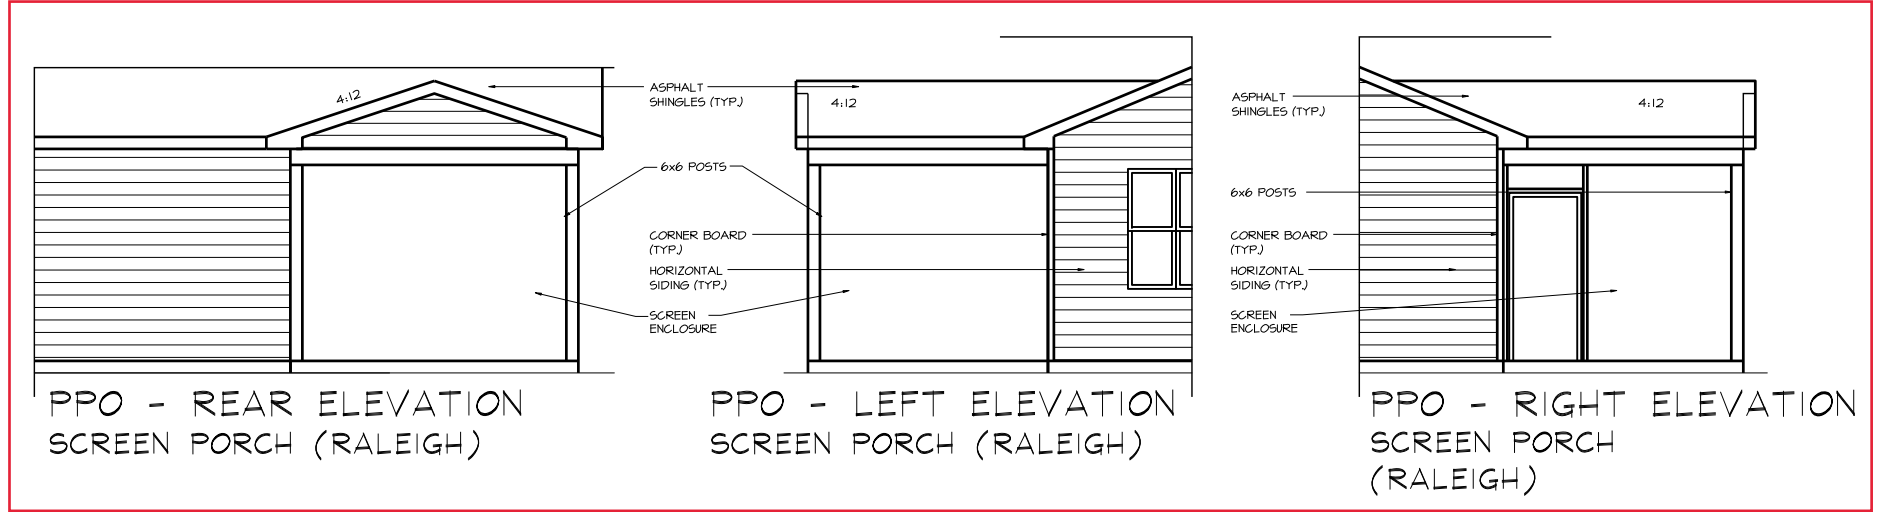 4:12
ASPHALT
SHINGLES (TYP.)
6x6 POSTS
CORNER BOARD
(TYP.)
HORIZONTAL
SIDING (TYP.)
SCREEN
ENCLOSURE
PPO - REAR ELEVATION
SCREEN PORCH (RALEIGH)
4:12
PPO - LEFT ELEVATION
SCREEN PORCH (RALEIGH)
ASPHALT
SHINGLES (TYP.)
4:12
6x6 POSTS
CORNER BOARD
(TYP.)
HORIZONTAL
SIDING (TYP.)
SCREEN
ENCLOSURE
PPO - RIGHT ELEVATION
SCREEN PORCH
(RALEIGH)